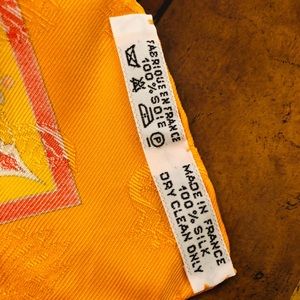 FABRIQUE EN FRANCE
100% SOIE
P
MADE IN FRANCE
100% SILK
DRY CLEAN ONLY